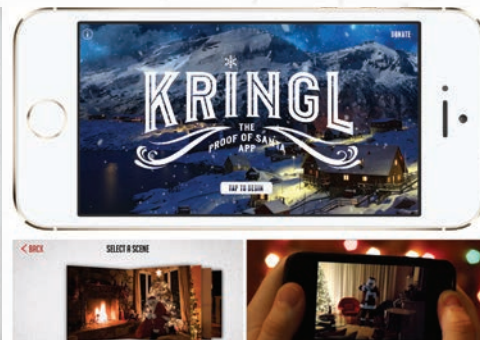 DONATE
KRINGL
THE
PROOF OF SANTA
APP
TAP TO BEGIN
< BACK
SELECT A SCENE